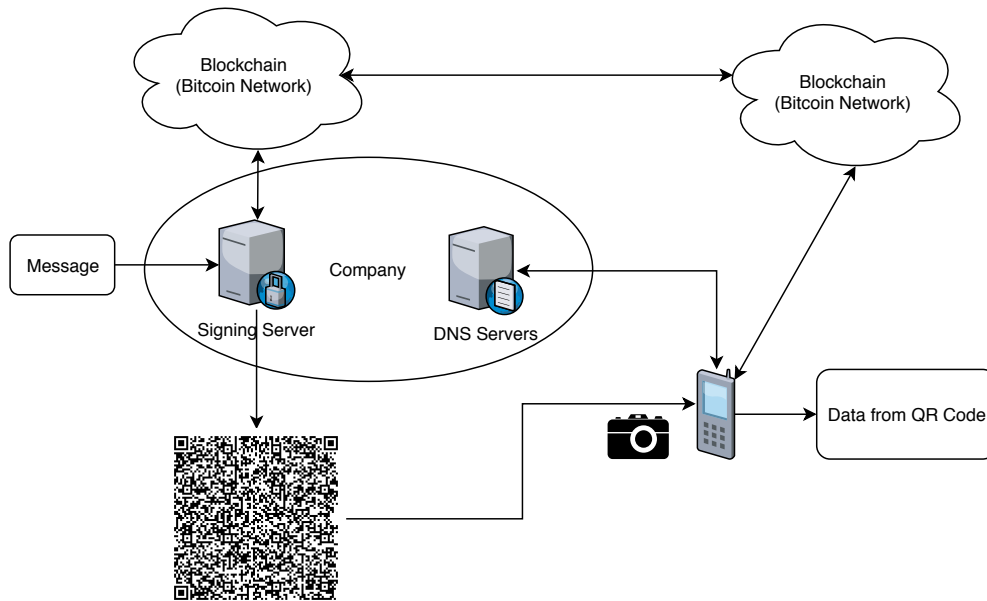 Blockchain
(Bitcoin Network)
Blockchain
(Bitcoin Network)
Message
Company
Signing Server
DNS Servers
Data from QR Code